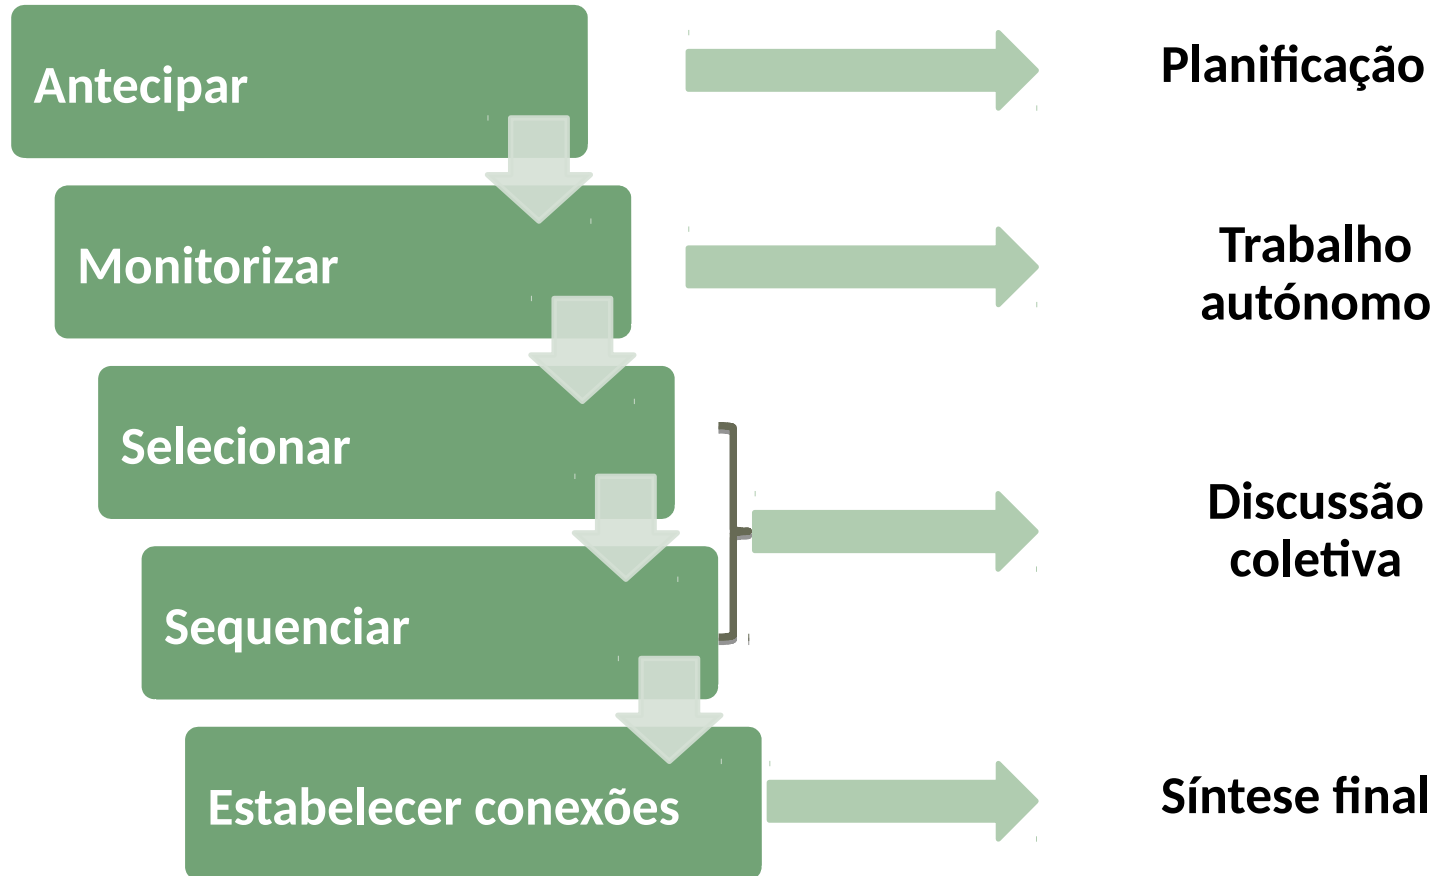 Antecipar
Planificação
Monitorizar
Trabalho
autónomo
Selecionar
Discussão
coletiva
Sequenciar
Estabelecer conexões
Síntese final